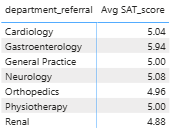 department_referral Avg SAT_score
Cardiology 5.04
Gastroenterology 5.94
General Practice 5.00
Neurology 5.08
Orthopedics 4.96
Physiotherapy 5.00
Renal 4.88